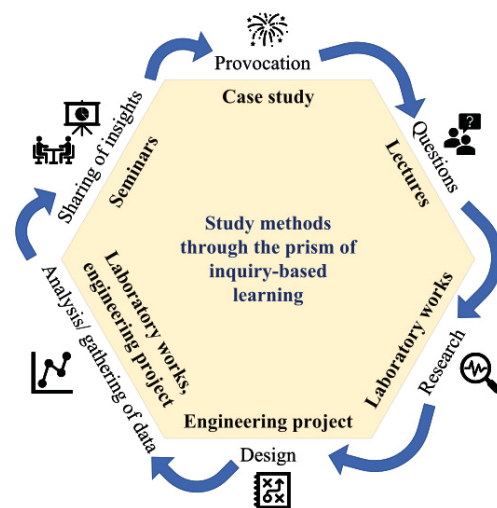 Provocation
Case study
Questions
Lectures
Research
Laboratory works
Design
Engineering project
Analysis/ gathering of data
Laboratory works,
engineering project
Sharing of insights
Seminars
Study methods
through the prism of
inquiry-based
learning
?